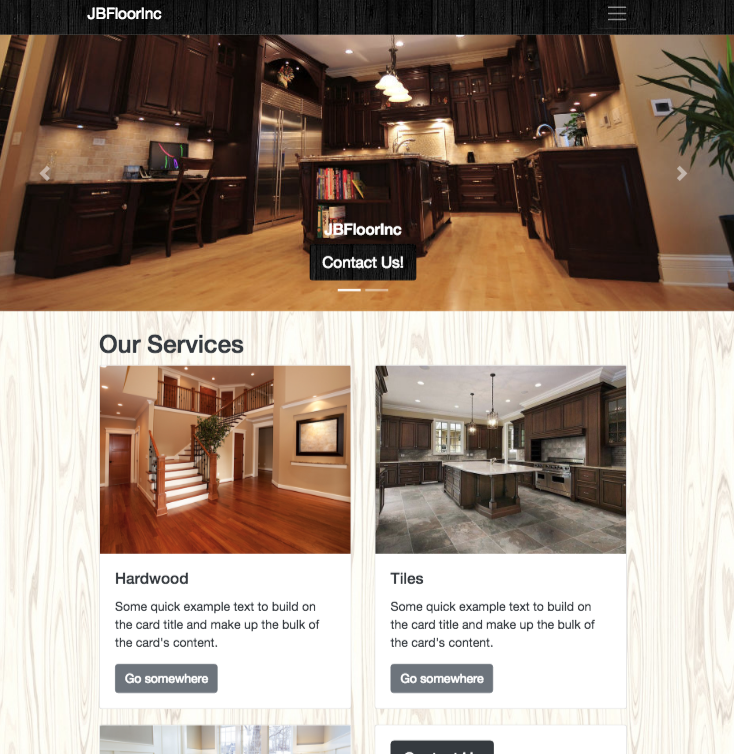 JBFloorInc
JBFloorInc
Contact Us!
Our Services
Hardwood
Some quick example text to build on
the card title and make up the bulk of
the card's content.
Go somewhere
Tiles
Some quick example text to build on
the card title and make up the bulk of
the card's content.
Go somewhere